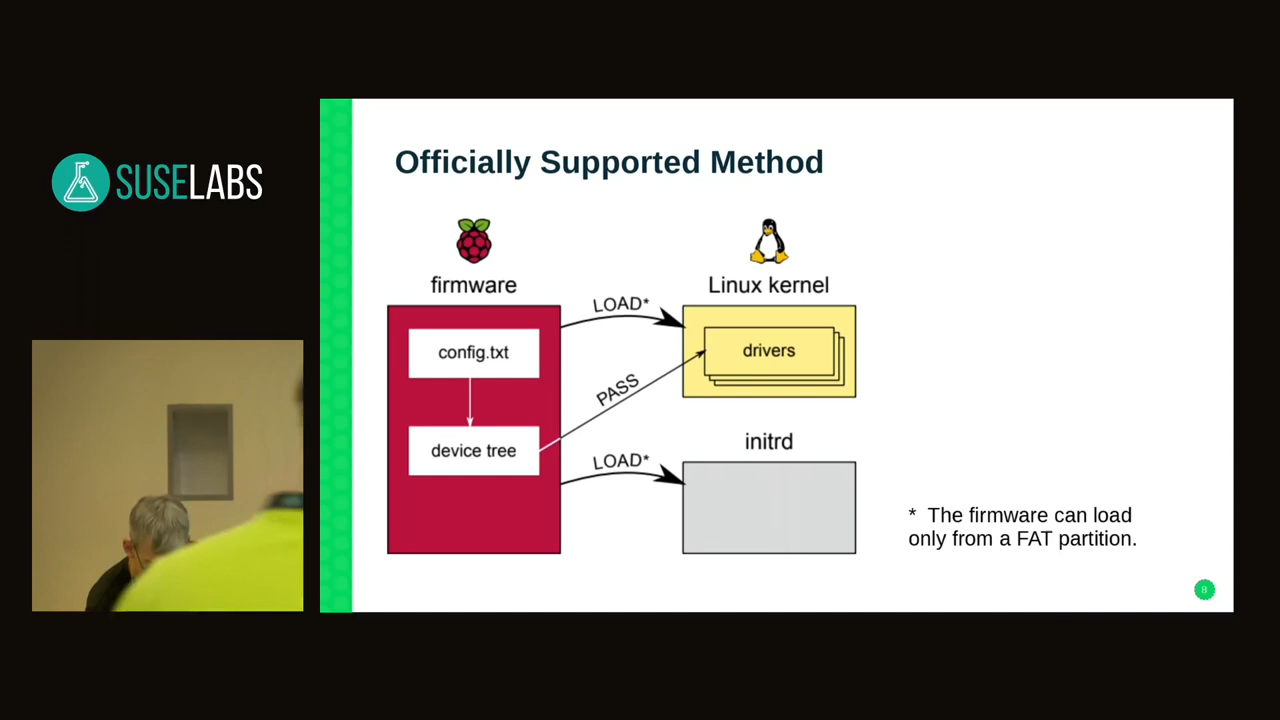 SUSELABS
Officially Supported Method
firmware
Linux kernel
LOAD*
config.txt
drivers
PASS
device tree
initrd
LOAD*
* The firmware can load
only from a FAT partition.
8